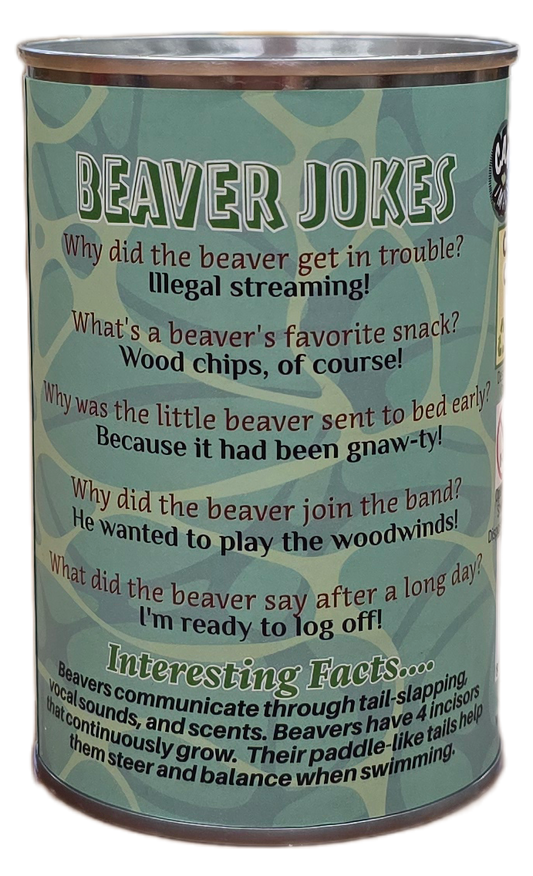 BEAVER JOKES
Why did the beaver get in trouble?
Illegal streaming!
What's a beaver's favorite snack?
Wood chips, of course!
Why was the little beaver sent to bed early?
Because it had been gnaw-ty!
Why did the beaver join the band?
He wanted to play the woodwinds!
What did the beaver say after a long day?
I'm ready to log off!
Interesting Facts....
Beavers communicate through tail-slapping,
vocal sounds, and scents. Beavers have 4 incisors
that continuously grow. Their paddle-like tails help
them steer and balance when swimming.